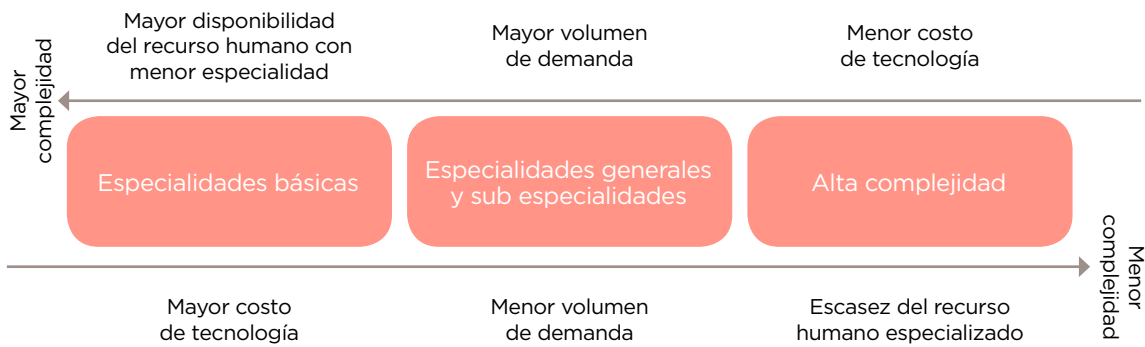 Mayor disponibilidad
del recurso humano con
menor especialidad
Mayor volumen
de demanda
Menor costo
de tecnología
Mayor
complejidad
Especialidades básicas
Especialidades generales
y sub especialidades
Alta complejidad
Menor
complejidad
Mayor costo
de tecnología
Menor volumen
de demanda
Escasez del recurso
humano especializado